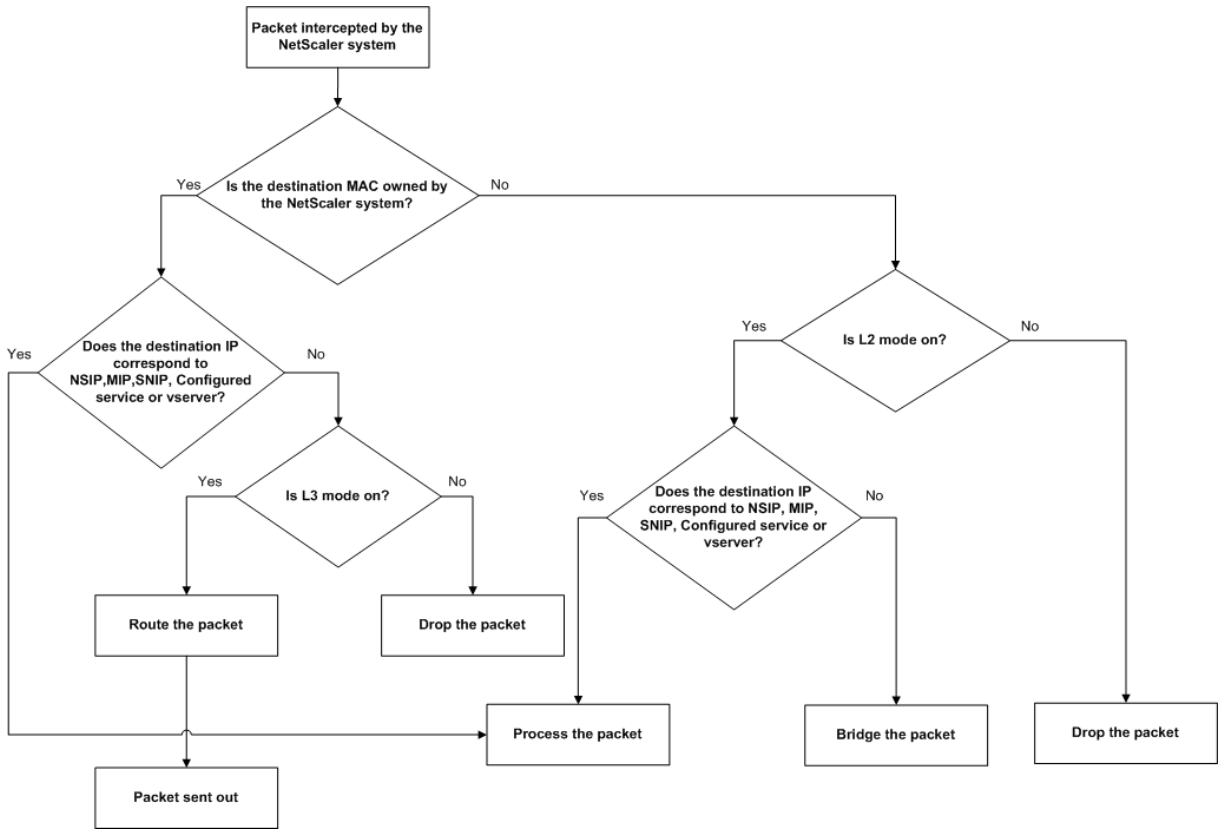 Packet intercepted by the
NetScaler system
Is the destination MAC owned by
the NetScaler system?
Yes
No
Does the destination IP
correspond to
NSIP,MIP,SNIP, Configured
service or vserver?
Yes
No
Is L2 mode on?
Yes
No
Is L3 mode on?
Yes
No
Does the destination IP
correspond to NSIP, MIP,
SNIP, Configured service or
vserver?
Yes
No
Route the packet
Drop the packet
Process the packet
Bridge the packet
Drop the packet
Packet sent out